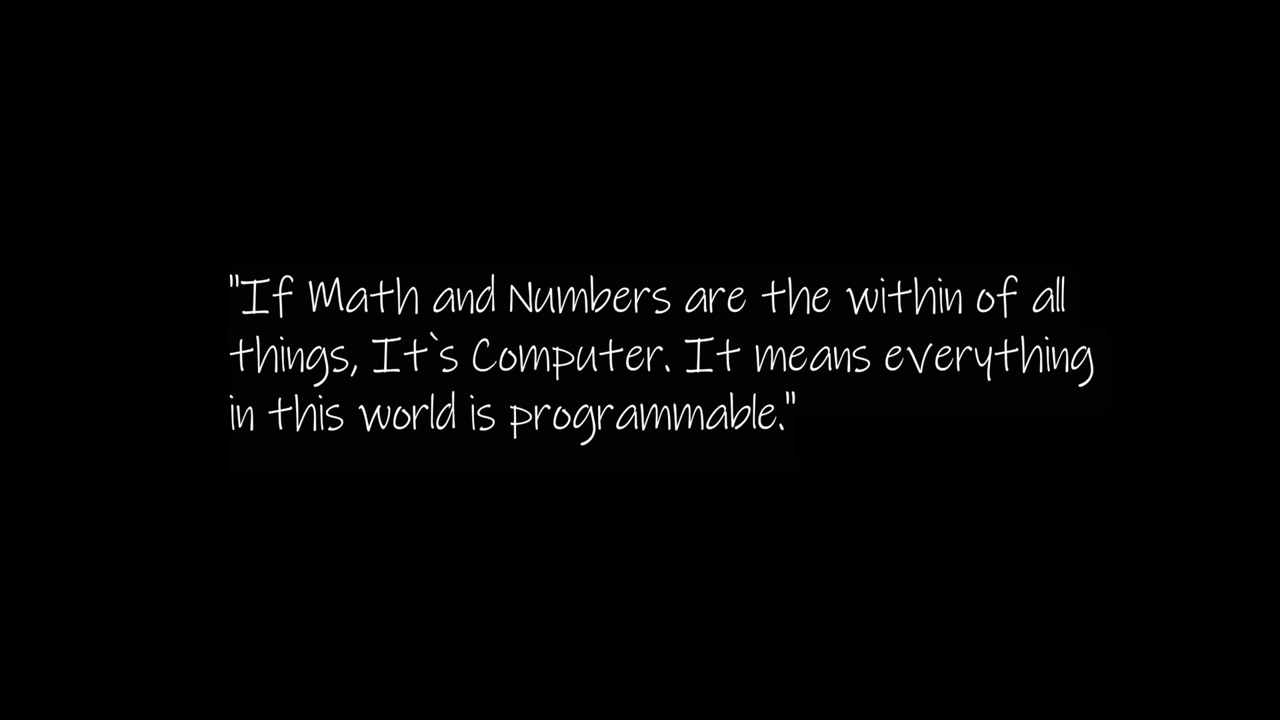 "If Math and Numbers are the within of all
things, It`s Computer. It means everything
in this world is programmable."